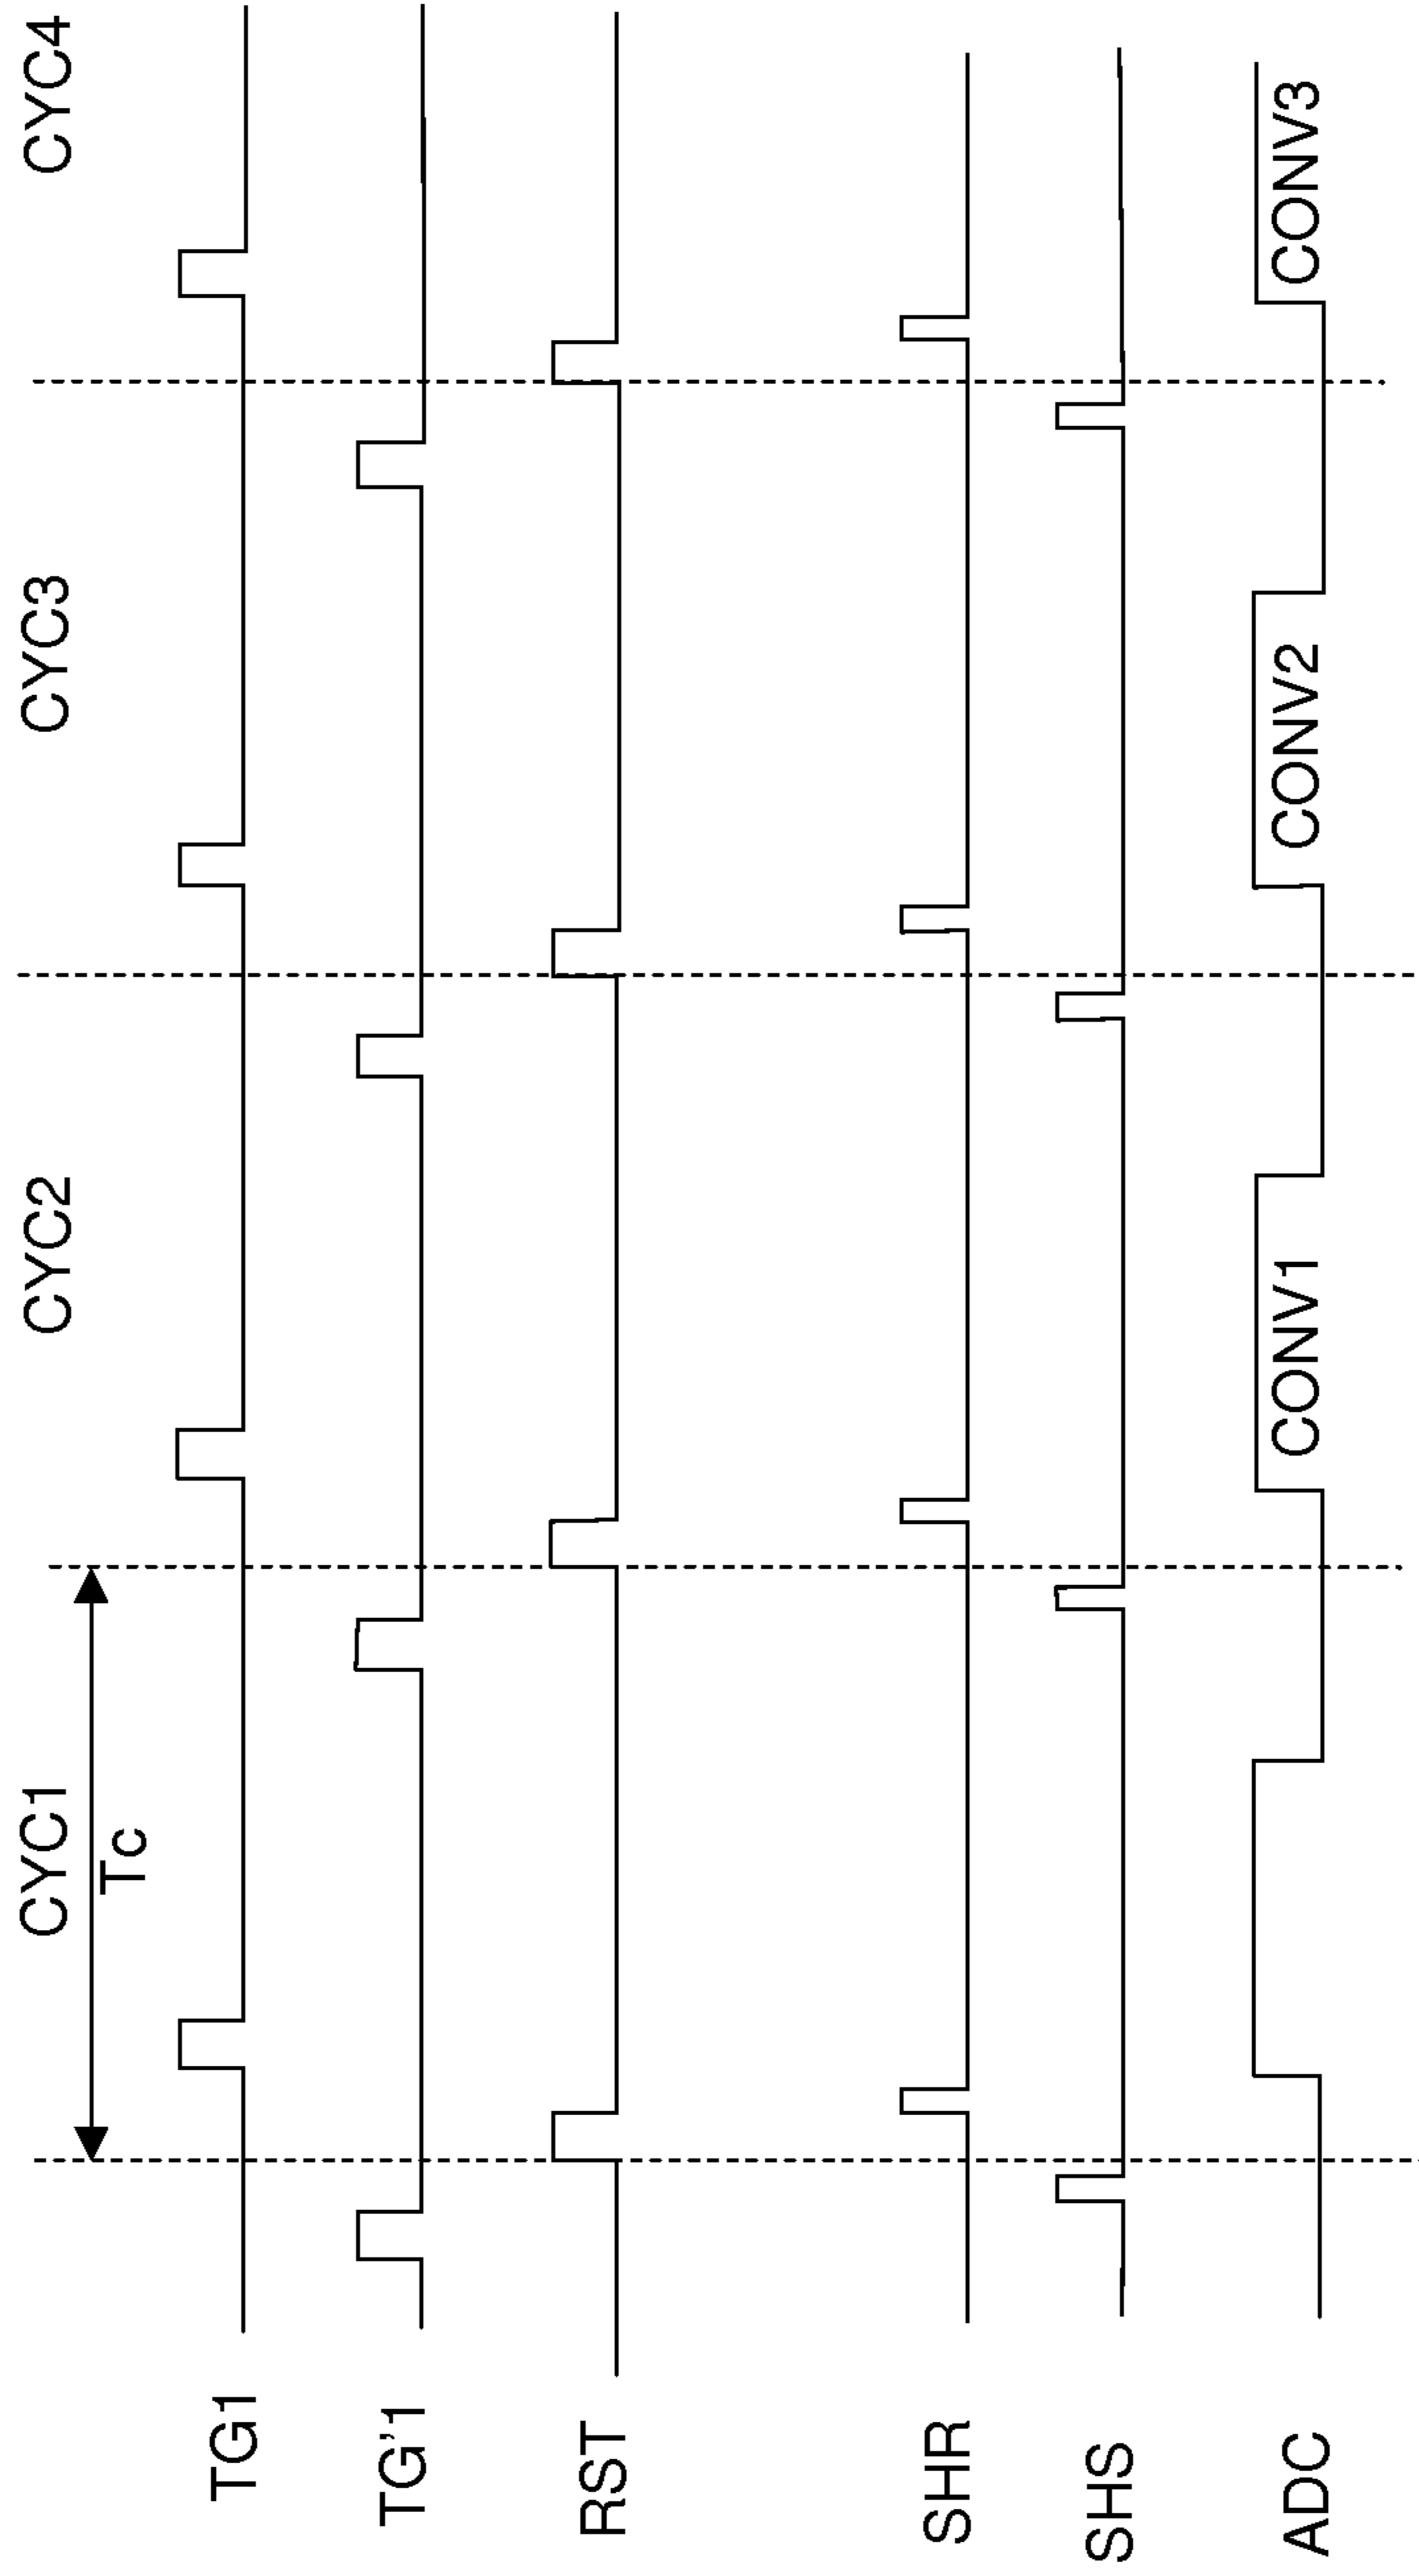 CYC1
CYC2
CYC3
CYC4
Tc
TG1
TG'1
RST
SHR
SHS
ADC
CONV1
CONV2
CONV3